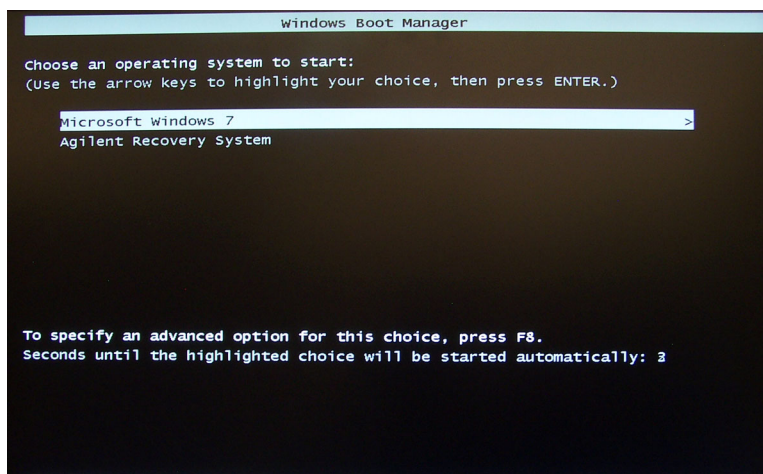 Windows Boot Manager
Choose an operating system to start:
(Use the arrow keys to highlight your choice, then press ENTER.)
Microsoft Windows 7 >
Agilent Recovery System
To specify an advanced option for this choice, press F8.
Seconds until the highlighted choice will be started automatically: